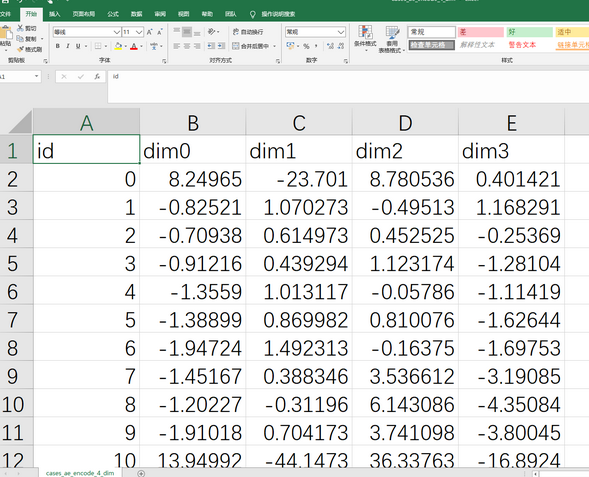 文件 开始 插入 页面布局 公式 数据 审阅 视图 帮助 团队 操作说明搜索
剪切
复制
格式刷
粘贴
等线 11 A A
B I U A
自动换行
合并后居中
常规
%
条件格式 套用
表格格式
常规 差 好 适中
检查单元格 解释性文本 警告文本 链接单元格
剪贴板 字体 对齐方式 数字 样式
A1 fx id
A B C D E
1 id dim0 dim1 dim2 dim3
2 0 8.24965 -23.701 8.780536 0.401421
3 1 -0.82521 1.070273 -0.49513 1.168291
4 2 -0.70938 0.614973 0.452525 -0.25369
5 3 -0.91216 0.439294 1.123174 -1.28104
6 4 -1.3559 1.013117 -0.05786 -1.11419
7 5 -1.38899 0.869982 0.810076 -1.62644
8 6 -1.94724 1.492313 -0.16375 -1.69753
9 7 -1.45167 0.388346 3.536612 -3.19085
10 8 -1.20227 -0.31196 6.143086 -4.35084
11 9 -1.91018 0.704173 3.741098 -3.80045
12 10 13.94992 -44.1473 36.33763 -16.8924
cases_ae_encode_4_dim